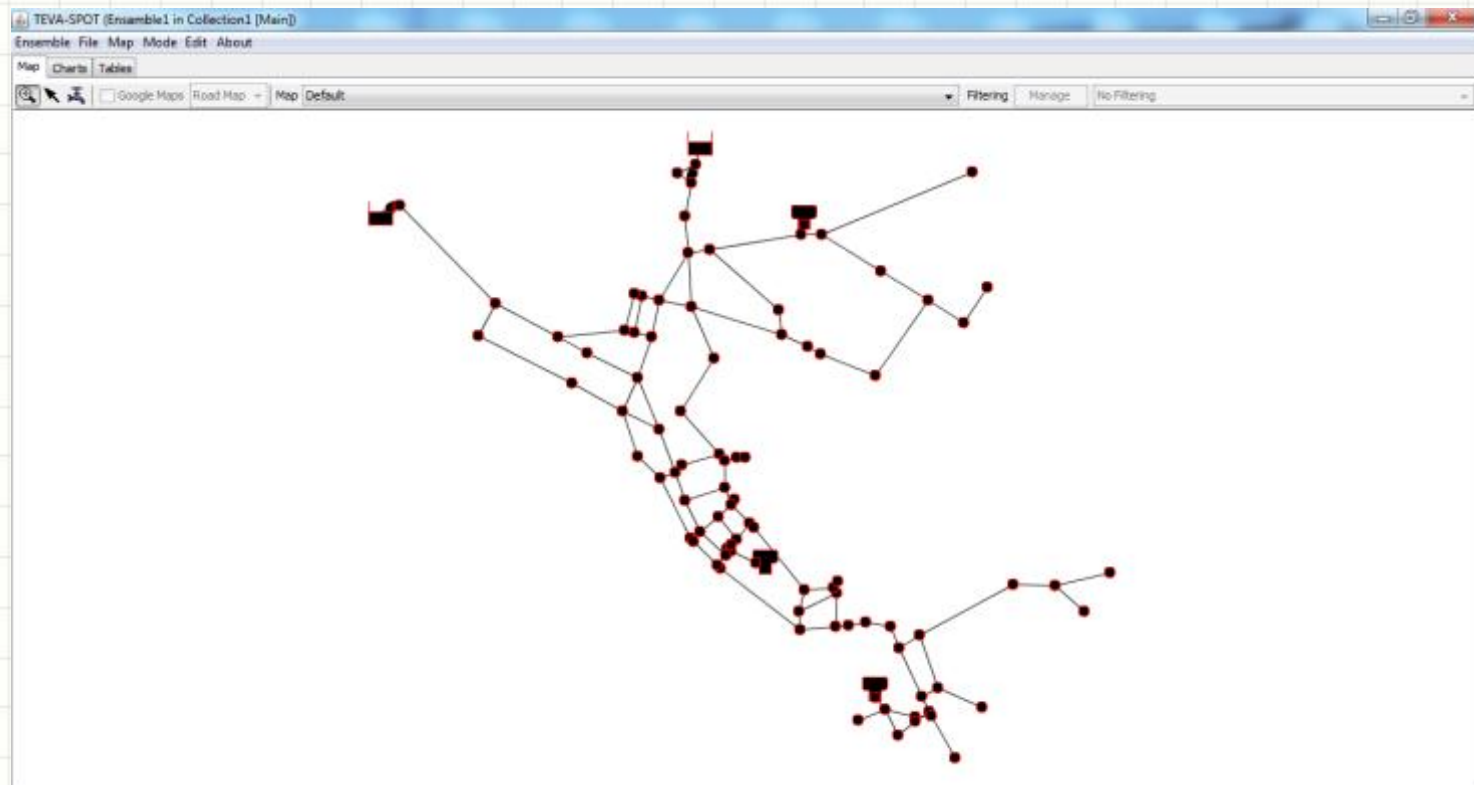 TEVA-SPOT (Ensamble1 in Collection1 [Main])
Ensemble File Map Mode Edit About
Map Charts Tables
Google Maps Road Map Map Default Filtering Manage No Filtering